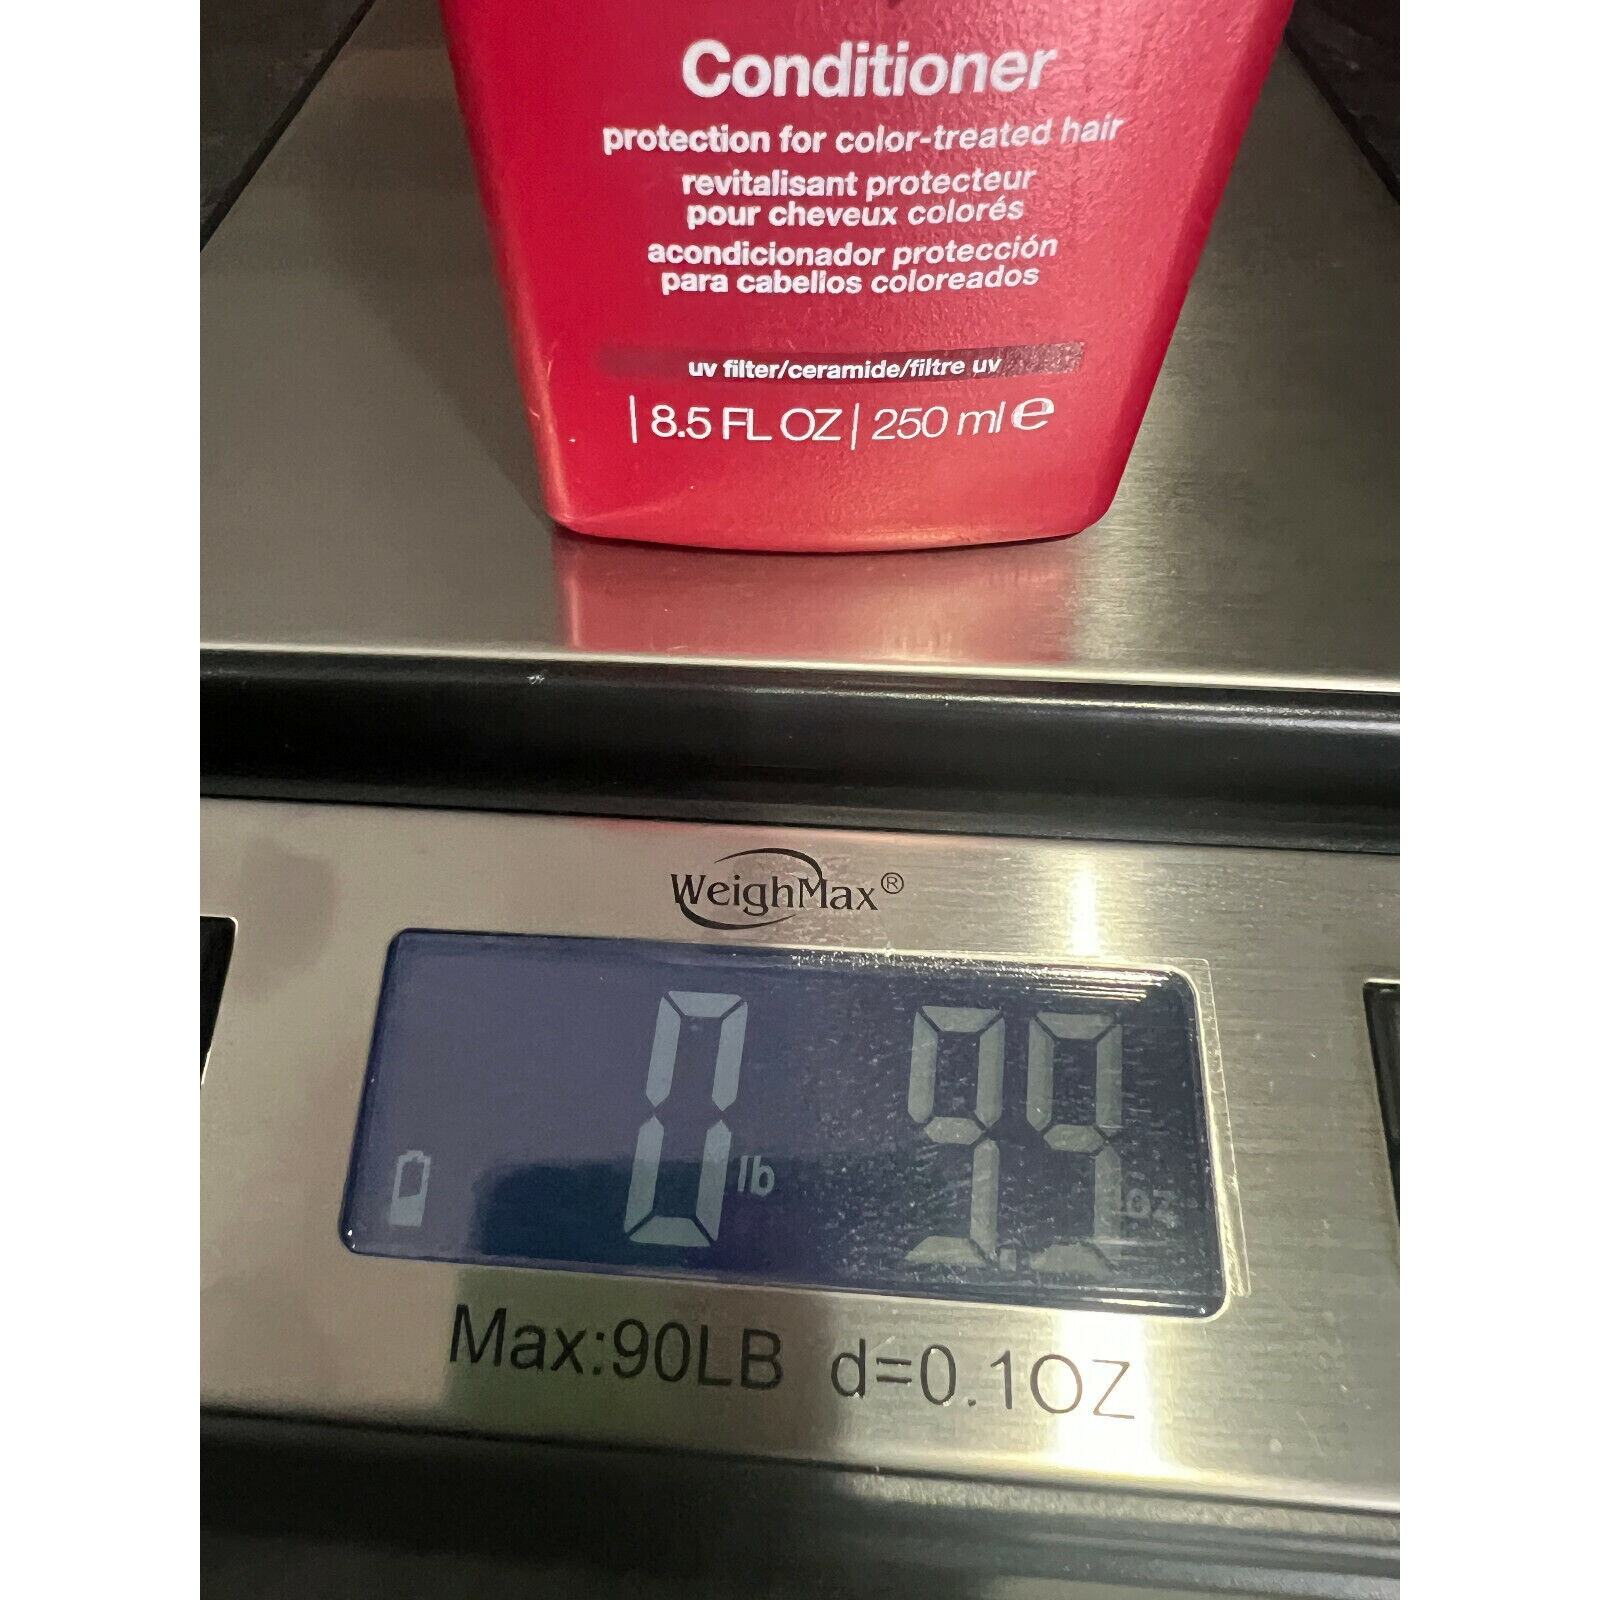 Conditioner
protection for color-treated hair
revitalisant protecteur
pour cheveux colorés
acondicionador protección
para cabellos coloreados
uv filter/ceramide/filtre uv
| 8.5 FL OZ | 250 ml ℮
WeighMax®
0 lb 9.9 oz
Max:90LB d=0.1OZ